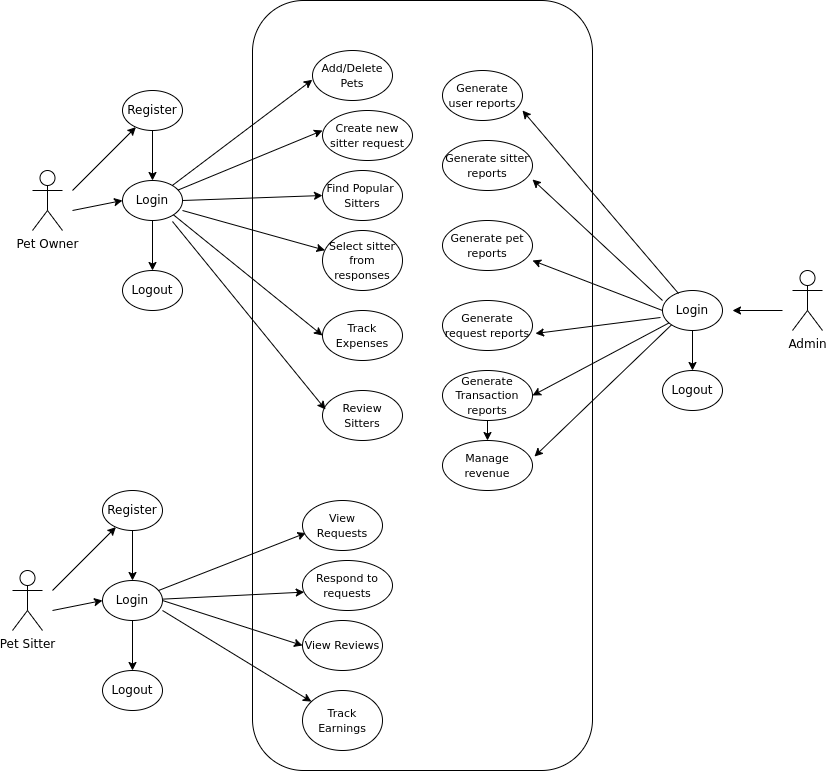 Add/Delete
Pets
Create new
sitter request
Find Popular
Sitters
Select sitter
from
responses
Track
Expenses
Review
Sitters
Register
Login
Logout
Pet Owner
Generate
user reports
Generate sitter
reports
Generate pet
reports
Generate
request reports
Generate
Transaction
reports
Manage
revenue
Login
Logout
Admin
Register
Login
Logout
Pet Sitter
View
Requests
Respond to
requests
View Reviews
Track
Earnings